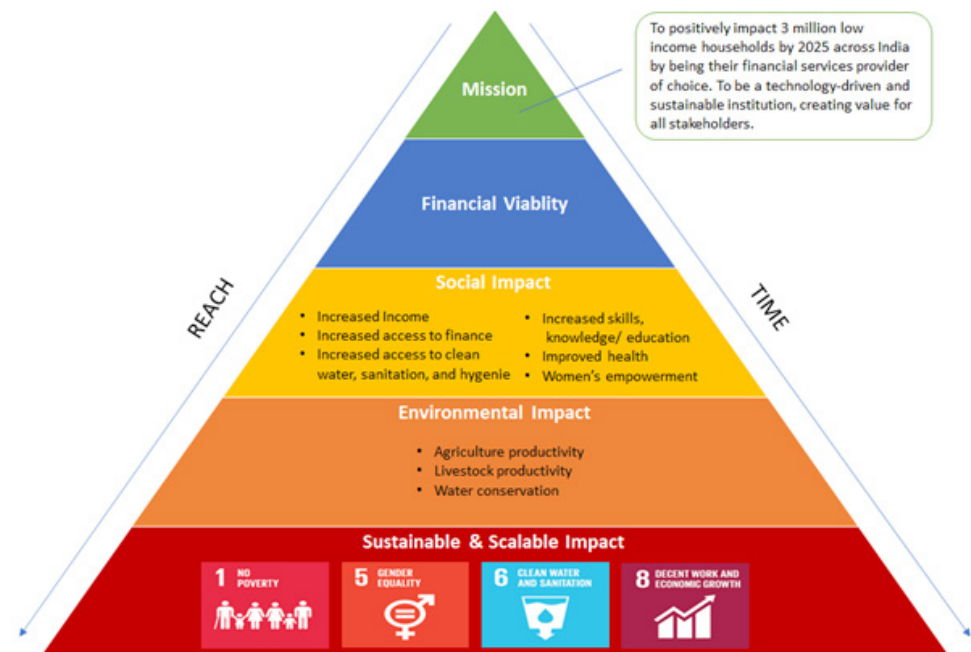 Mission
To positively impact 3 million low
income households by 2025 across India
by being their financial services provider
of choice. To be a technology-driven and
sustainable institution, creating value for
all stakeholders.
Financial Viablity
REACH
TIME
Social Impact
• Increased Income
• Increased access to finance
• Increased access to clean
water, sanitation, and hygenie
• Increased skills,
knowledge/ education
• Improved health
• Women's empowerment
Environmental Impact
• Agriculture productivity
• Livestock productivity
• Water conservation
Sustainable & Scalable Impact
1 NO
POVERTY
5 GENDER
EQUALITY
6 CLEAN WATER
AND SANITATION
8 DECENT WORK AND
ECONOMIC GROWTH